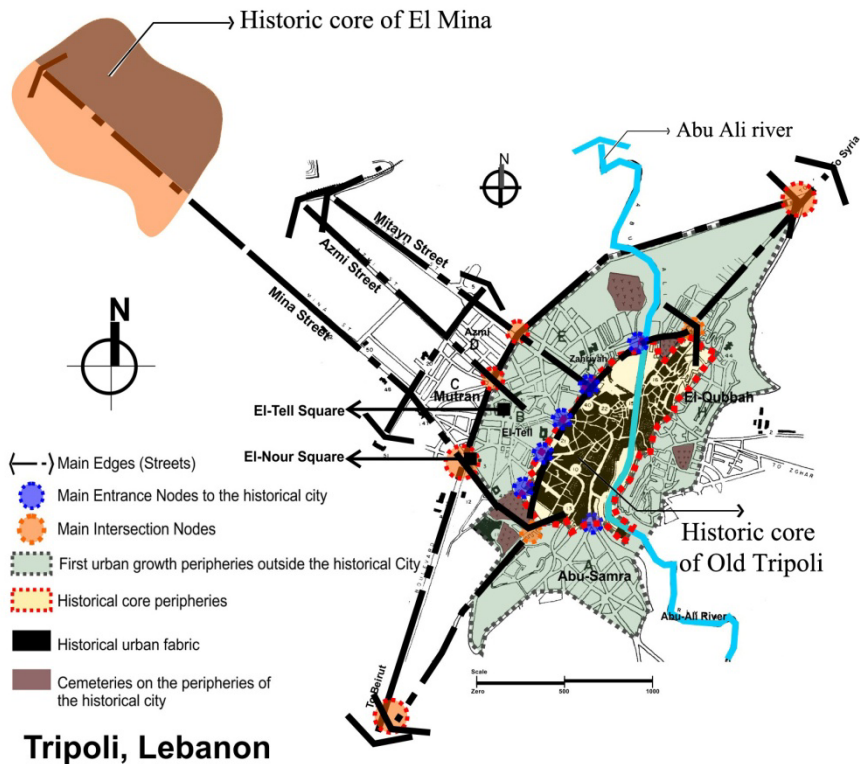 Historic core of El Mina
Abu Ali river
To Syria
N
Mitayn Street
Azmi Street
Mina Street
N
Azmi
D
E
Zahriyah
C
Mutran
El-Qubbah
H
El-Tell Square
B
El-Tell
El-Nour Square
TO ZGHAR
Main Edges (Streets)
Main Entrance Nodes to the historical city
Main Intersection Nodes
First urban growth peripheries outside the historical City
Historical core peripheries
Historical urban fabric
Cemeteries on the peripheries of
the historical city
Historic core
of Old Tripoli
A
Abu-Samra
Abu-Ali River
BOULEVARD
To Beirut
Scale
Zero
500
1000
Tripoli, Lebanon